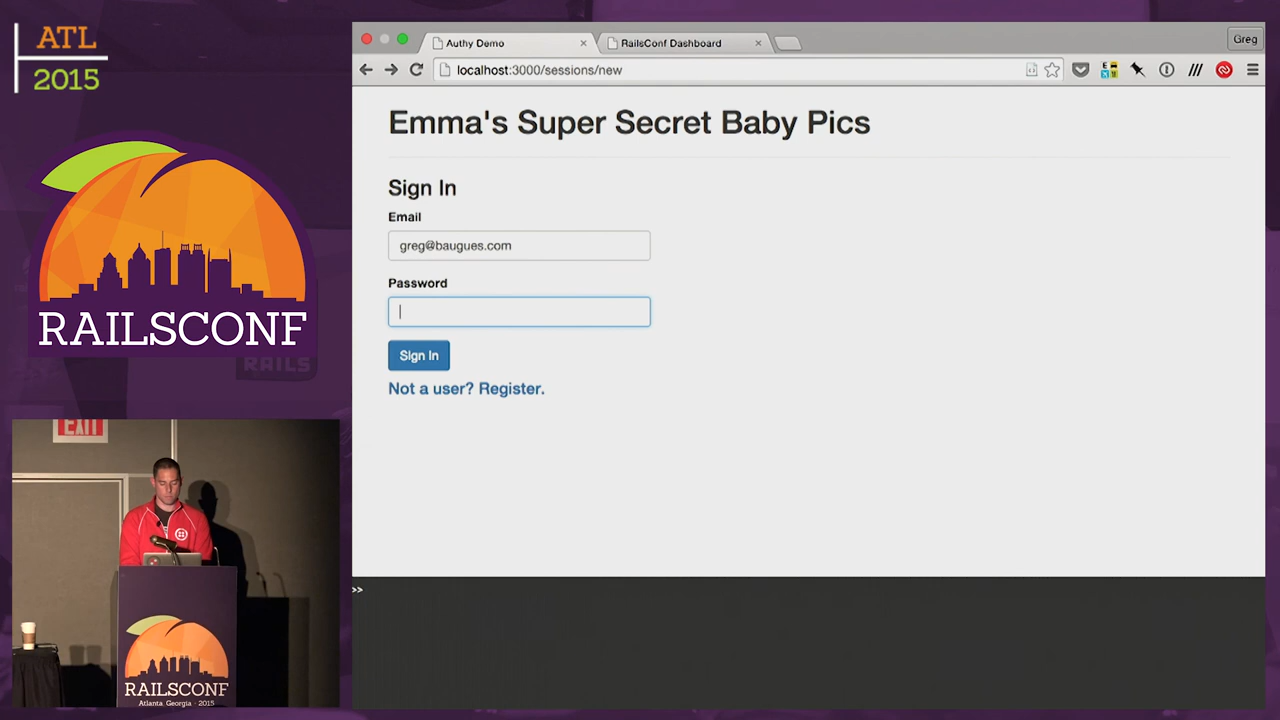 ATL
2015
RAILSCONF
RAILS
EXIT
RAILSCONF
Atlanta, Georgia · 2015
Authy Demo
RailsConf Dashboard
Greg
localhost:3000/sessions/new
Emma's Super Secret Baby Pics
Sign In
Email
greg@baugues.com
Password
Sign In
Not a user? Register.
>>